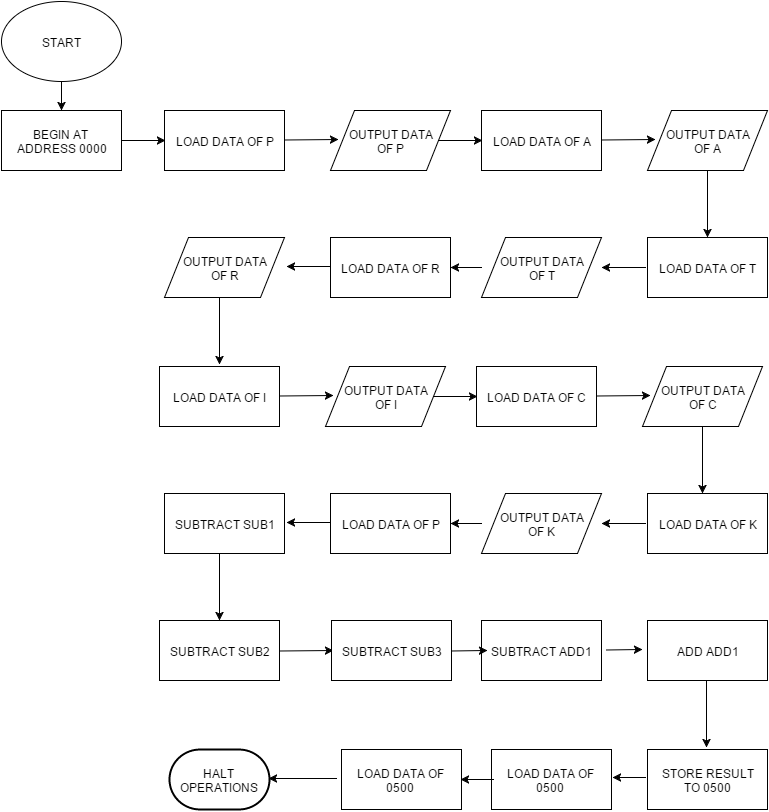 START
BEGIN AT
ADDRESS 0000
LOAD DATA OF P
OUTPUT DATA
OF P
LOAD DATA OF A
OUTPUT DATA
OF A
LOAD DATA OF T
OUTPUT DATA
OF T
LOAD DATA OF R
OUTPUT DATA
OF R
LOAD DATA OF I
OUTPUT DATA
OF I
LOAD DATA OF C
OUTPUT DATA
OF C
LOAD DATA OF K
OUTPUT DATA
OF K
LOAD DATA OF P
SUBTRACT SUB1
SUBTRACT SUB2
SUBTRACT SUB3
SUBTRACT ADD1
ADD ADD1
STORE RESULT
TO 0500
LOAD DATA OF
0500
LOAD DATA OF
0500
HALT
OPERATIONS